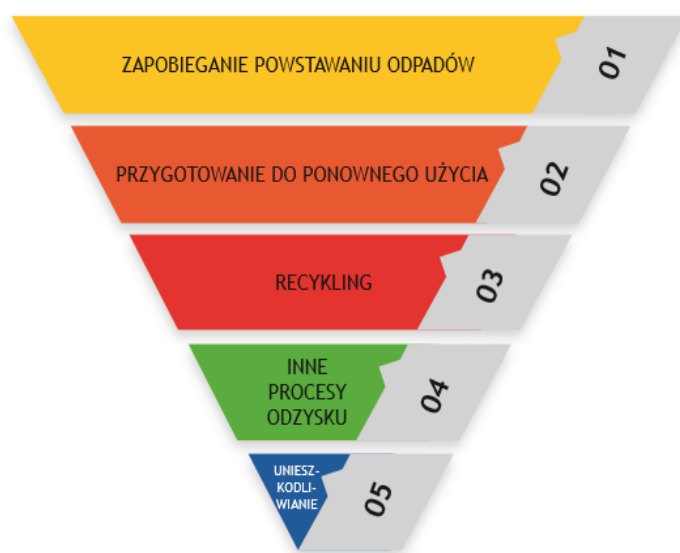 ZAPOBIEGANIE POWSTAWANIU ODPADÓW
01
PRZYGOTOWANIE DO PONOWNEGO UŻYCIA
02
RECYKLING
03
INNE
PROCESY
ODZYSKU
04
UNIESZ-
KODLI-
WIANIE
05